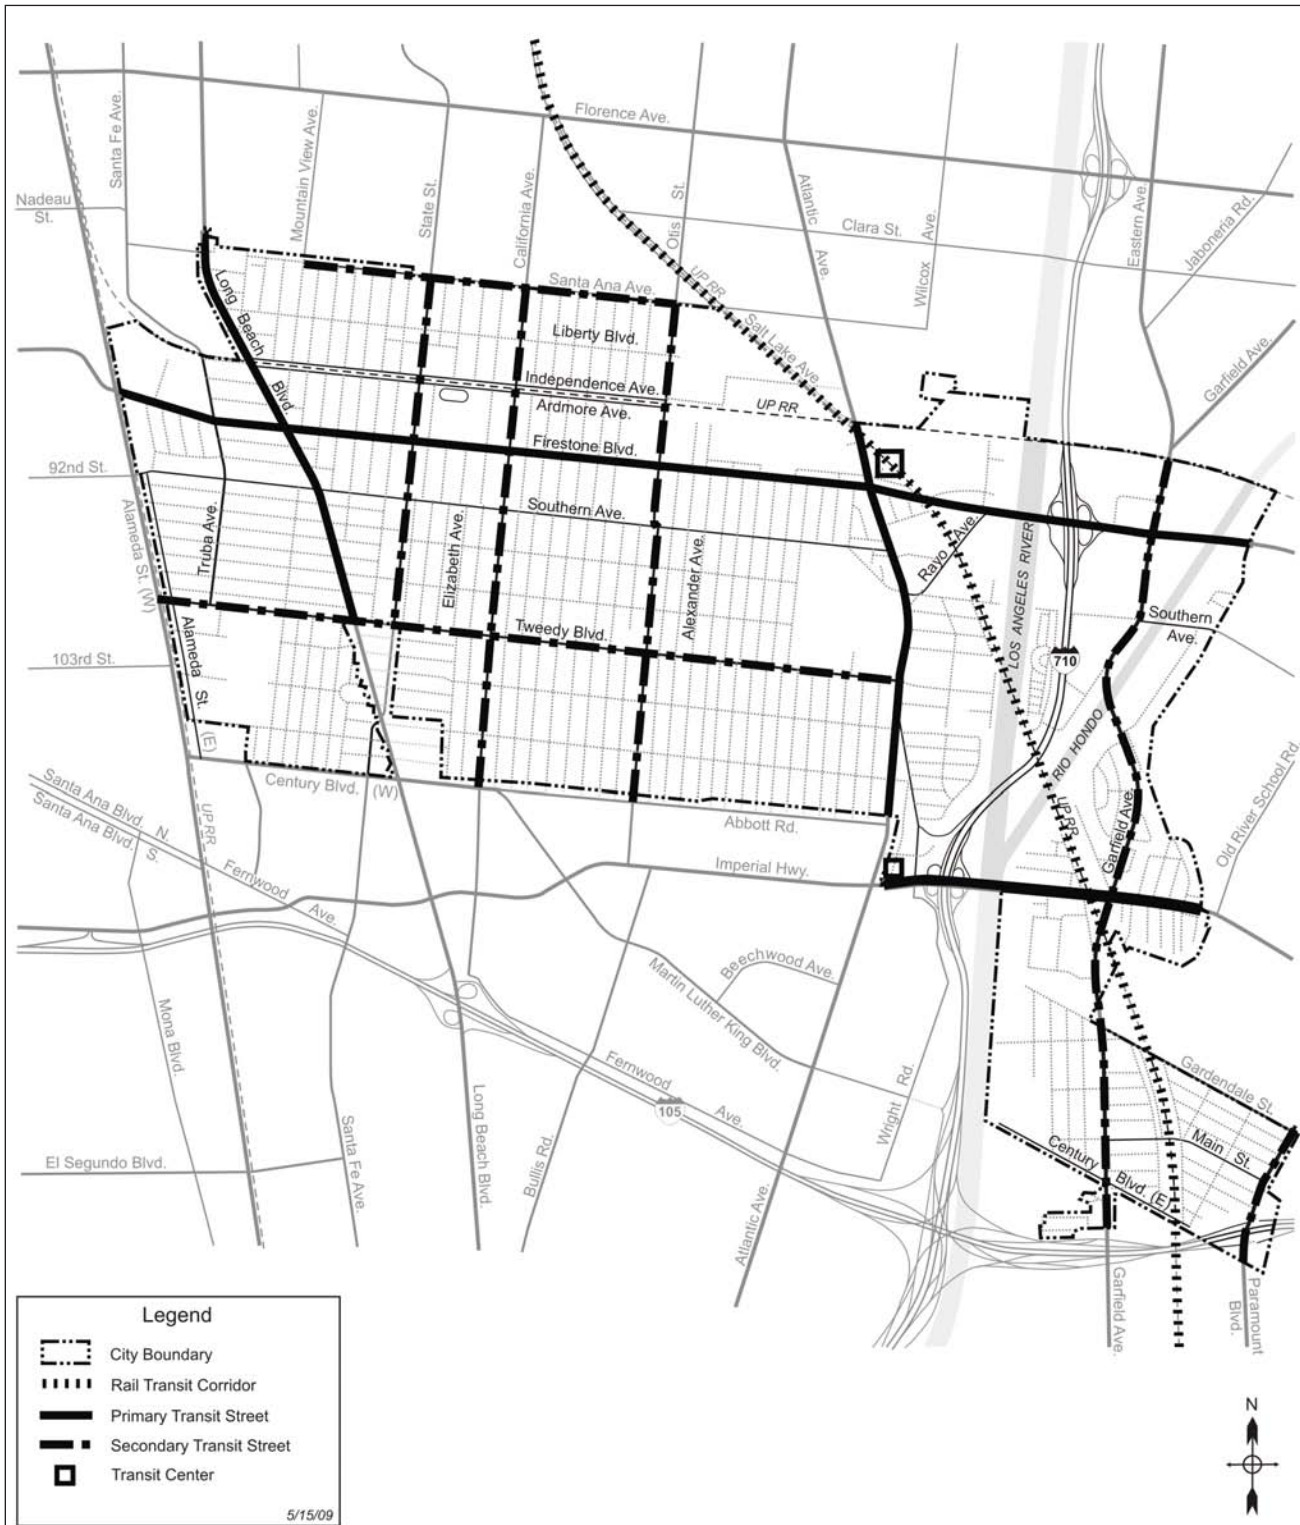 Florence Ave.
Santa Fe Ave.
Mountain View Ave.
State St.
California Ave.
Otis
St.
Atlantic
Ave.
Clara St.
Wilcox
Ave.
Eastern Ave.
Jaboneria Rd.
Nadeau
St.
UP RR
Santa Ana Ave.
Salt Lake Ave.
Garfield Ave.
Long
Beach
Blvd.
Liberty Blvd.
Independence Ave.
Ardmore Ave.
UP RR
Firestone Blvd.
92nd St.
Southern Ave.
Truba Ave.
Elizabeth Ave.
Alexander Ave.
Rayo
Ave.
LOS ANGELES RIVER
Alameda St. (W)
Tweedy Blvd.
Southern
Ave.
710
103rd St.
Alameda
St.
(E)
RIO HONDO
Century Blvd.
(W)
Abbott Rd.
UP RR
Garfield Ave.
Old River School Rd.
Santa Ana Blvd. N.
Santa Ana Blvd. S.
UP RR
Fernwood
Ave.
Imperial Hwy.
Beechwood Ave.
Martin Luther King Blvd.
Mona Blvd.
Fernwood
Ave.
105
Wright
Rd.
Gardendale St.
Main
St.
Century
Blvd. (E)
El Segundo Blvd.
Santa Fe Ave.
Long Beach Blvd.
Bullis Rd.
Atlantic Ave.
Garfield Ave.
Paramount
Blvd.
Legend
City Boundary
Rail Transit Corridor
Primary Transit Street
Secondary Transit Street
Transit Center
5/15/09
N